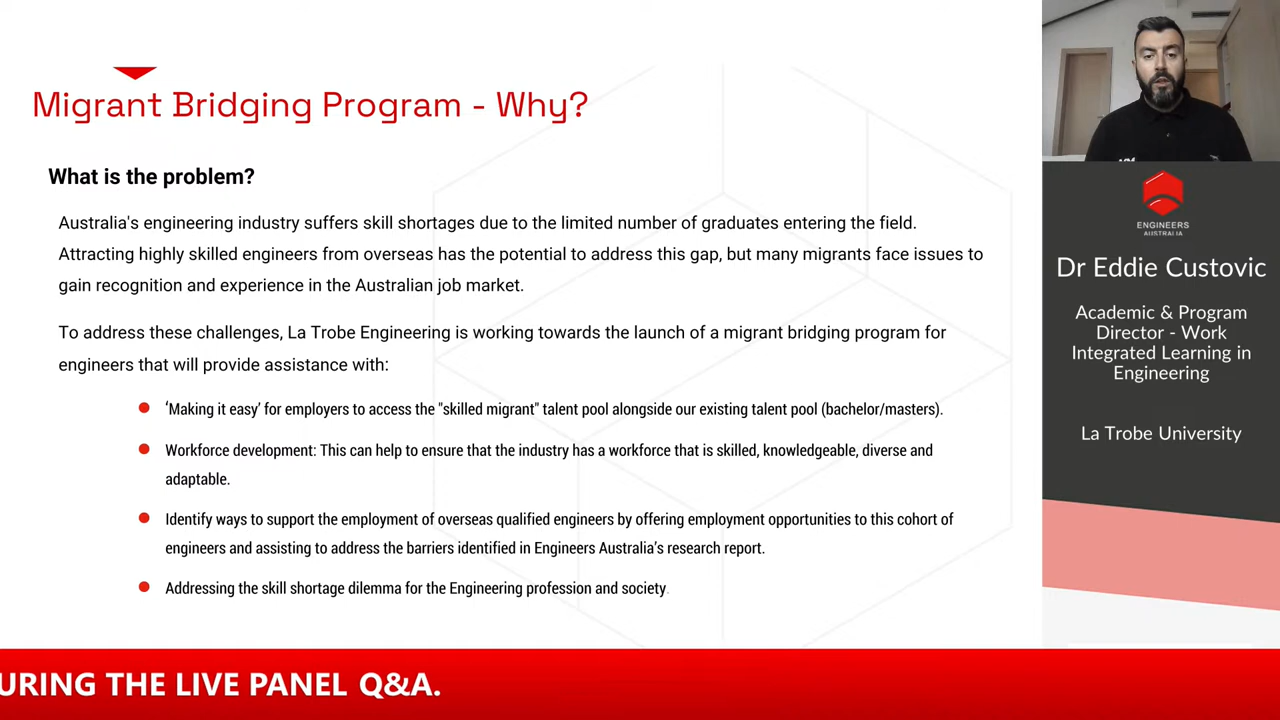 Migrant Bridging Program - Why?
What is the problem?
Australia's engineering industry suffers skill shortages due to the limited number of graduates entering the field.
Attracting highly skilled engineers from overseas has the potential to address this gap, but many migrants face issues to
gain recognition and experience in the Australian job market.
To address these challenges, La Trobe Engineering is working towards the launch of a migrant bridging program for
engineers that will provide assistance with:
‘Making it easy’ for employers to access the "skilled migrant" talent pool alongside our existing talent pool (bachelor/masters).
Workforce development: This can help to ensure that the industry has a workforce that is skilled, knowledgeable, diverse and
adaptable.
Identify ways to support the employment of overseas qualified engineers by offering employment opportunities to this cohort of
engineers and assisting to address the barriers identified in Engineers Australia’s research report.
Addressing the skill shortage dilemma for the Engineering profession and society.
ENGINEERS
AUSTRALIA
Dr Eddie Custovic
Academic & Program
Director - Work
Integrated Learning in
Engineering
La Trobe University
URING THE LIVE PANEL Q&A.